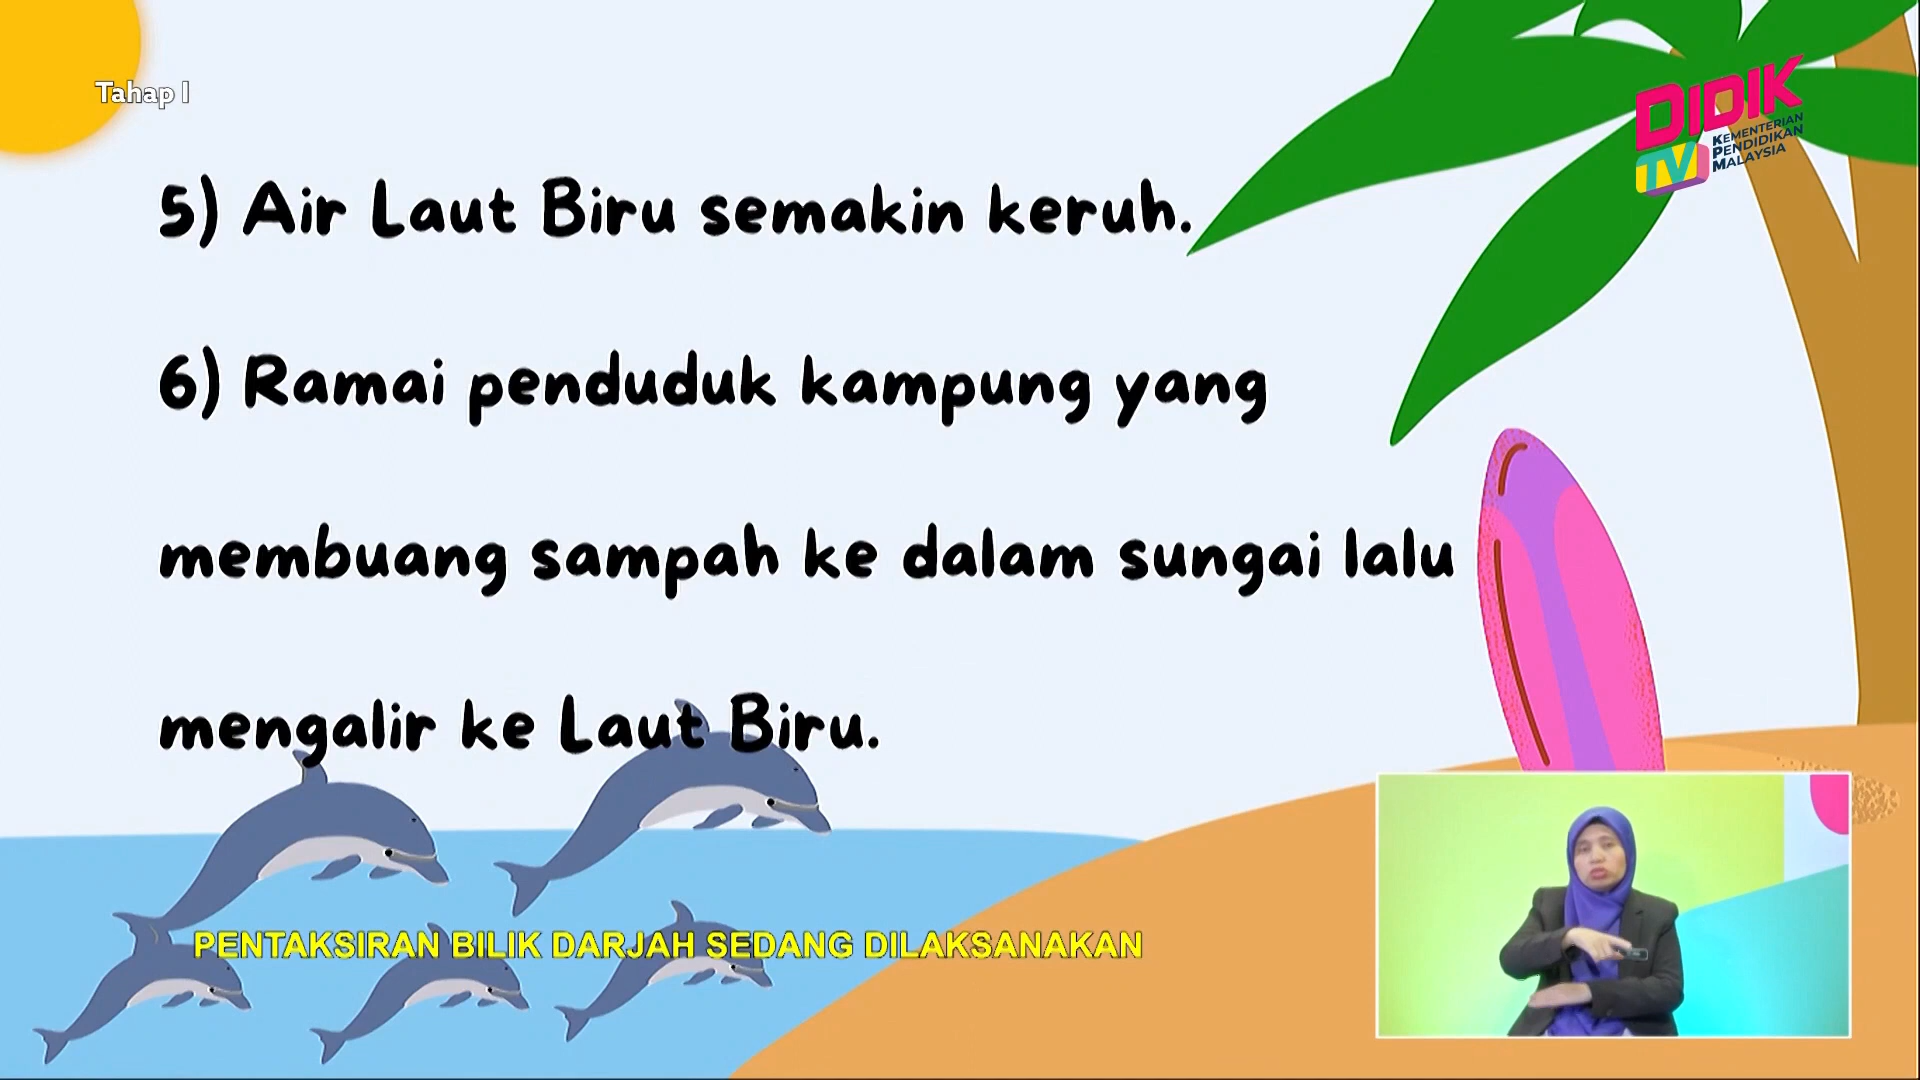 Tahap 1
DIDIK
TV
KEMENTERIAN
PENDIDIKAN
MALAYSIA
5) Air Laut Biru semakin keruh.
6) Ramai penduduk kampung yang
membuang sampah ke dalam sungai lalu
mengalir ke Laut Biru.
PENTAKSIRAN BILIK DARJAH SEDANG DILAKSANAKAN